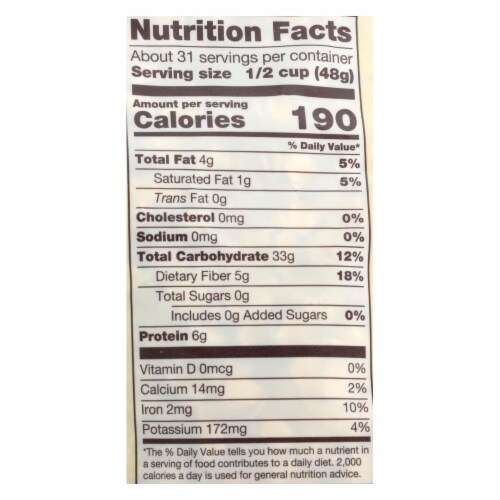 Nutrition Facts
About 31 servings per container
Serving size 1/2 cup (48g)
Amount per serving
Calories 190
% Daily Value*
Total Fat 4g 5%
Saturated Fat 1g 5%
Trans Fat 0g
Cholesterol 0mg 0%
Sodium 0mg 0%
Total Carbohydrate 33g 12%
Dietary Fiber 5g 18%
Total Sugars 0g
Includes 0g Added Sugars 0%
Protein 6g
Vitamin D 0mcg 0%
Calcium 14mg 2%
Iron 2mg 10%
Potassium 172mg 4%
*The % Daily Value tells you how much a nutrient in
a serving of food contributes to a daily diet. 2,000
calories a day is used for general nutrition advice.